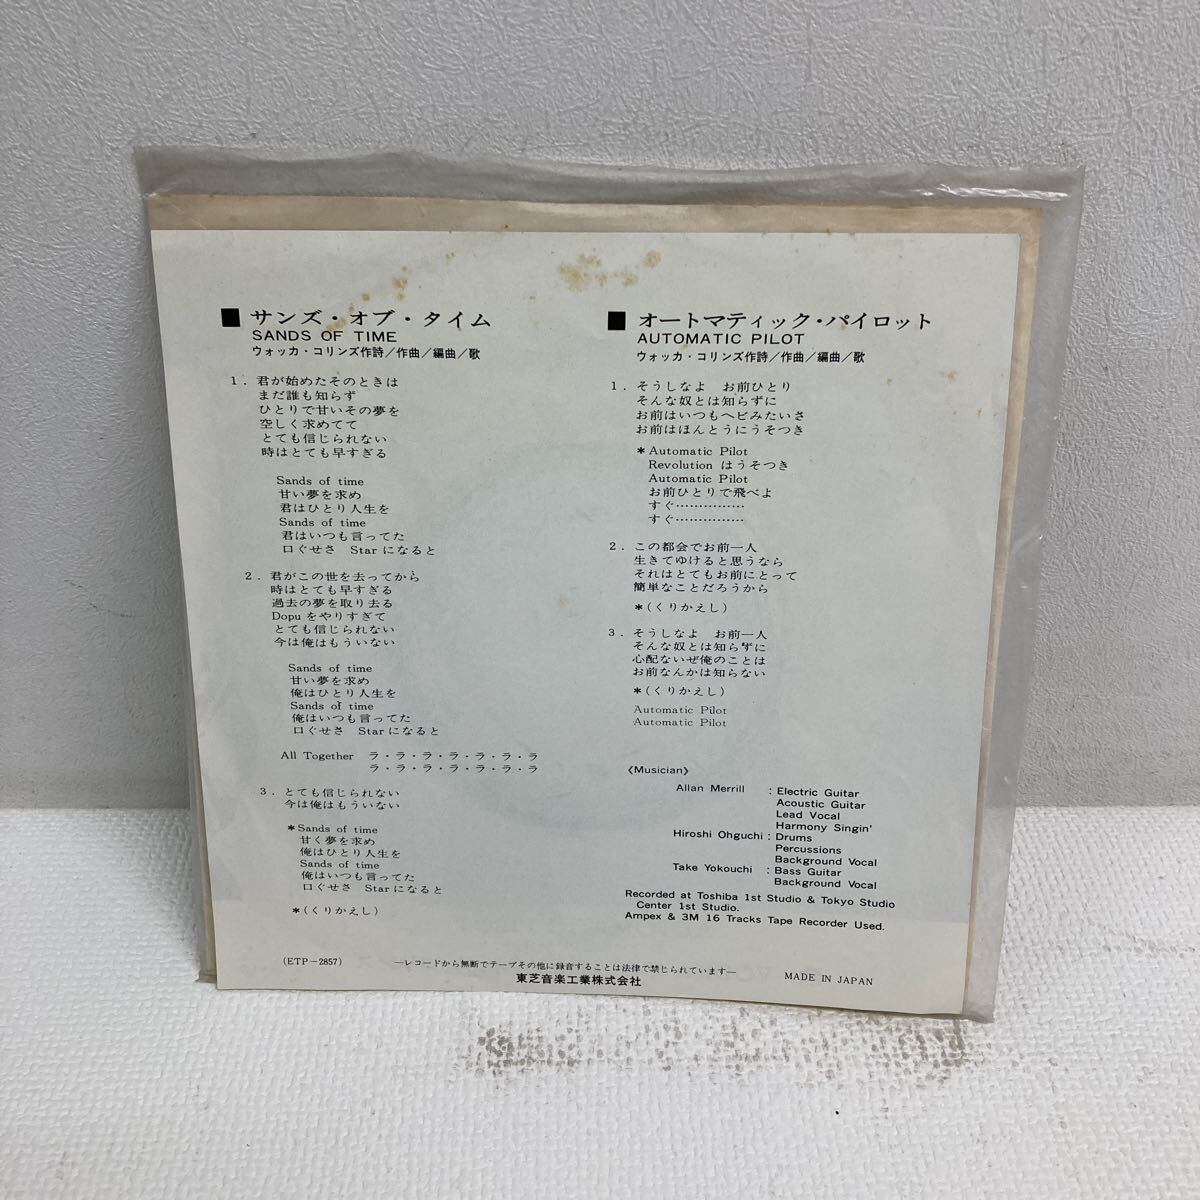 ■ サンズ・オブ・タイム
SANDS OF TIME
ウォッカ・コリンズ作詩／作曲／編曲／歌
1．君が始めたそのときは
まだ誰も知らず
ひとりで甘いその夢を
空しく求めてて
とても信じられない
時はとても早すぎる
Sands of time
甘い夢を求め
君はひとり人生を
Sands of time
君はいつも言ってた
口ぐせさ Starになると
2．君がこの世を去ってから
時はとても早すぎる
過去の夢を取り去る
Dopuをやりすぎて
とても信じられない
今は俺はもういない
Sands of time
甘い夢を求め
俺はひとり人生を
Sands of time
俺はいつも言ってた
口ぐせさ Starになると
All Together ラ・ラ・ラ・ラ・ラ・ラ・ラ
ラ・ラ・ラ・ラ・ラ・ラ・ラ
3．とても信じられない
今は俺はもういない
＊Sands of time
甘く夢を求め
俺はひとり人生を
Sands of time
俺はいつも言ってた
口ぐせさ Starになると
＊(くりかえし)
■ オートマティック・パイロット
AUTOMATIC PILOT
ウォッカ・コリンズ作詩／作曲／編曲／歌
1．そうしなよ お前ひとり
そんな奴とは知らずに
お前はいつもヘビみたいさ
お前はほんとうにうそつき
＊Automatic Pilot
Revolution はうそつき
Automatic Pilot
お前ひとりで飛べよ
すぐ……………
すぐ……………
2．この都会でお前一人
生きてゆけると思うなら
それはとてもお前にとって
簡単なことだろうから
＊(くりかえし)
3．そうしなよ お前一人
そんな奴とは知らずに
心配ないぜ俺のことは
お前なんかは知らない
＊(くりかえし)
Automatic Pilot
Automatic Pilot
《Musician》
Allan Merrill : Electric Guitar
Acoustic Guitar
Lead Vocal
Harmony Singin'
Hiroshi Ohguchi : Drums
Percussions
Background Vocal
Take Yokouchi : Bass Guitar
Background Vocal
Recorded at Toshiba 1st Studio & Tokyo Studio
Center 1st Studio.
Ampex & 3M 16 Tracks Tape Recorder Used.
(ETP－2857) ―レコードから無断でテープその他に録音することは法律で禁じられています―
東芝音楽工業株式会社 MADE IN JAPAN